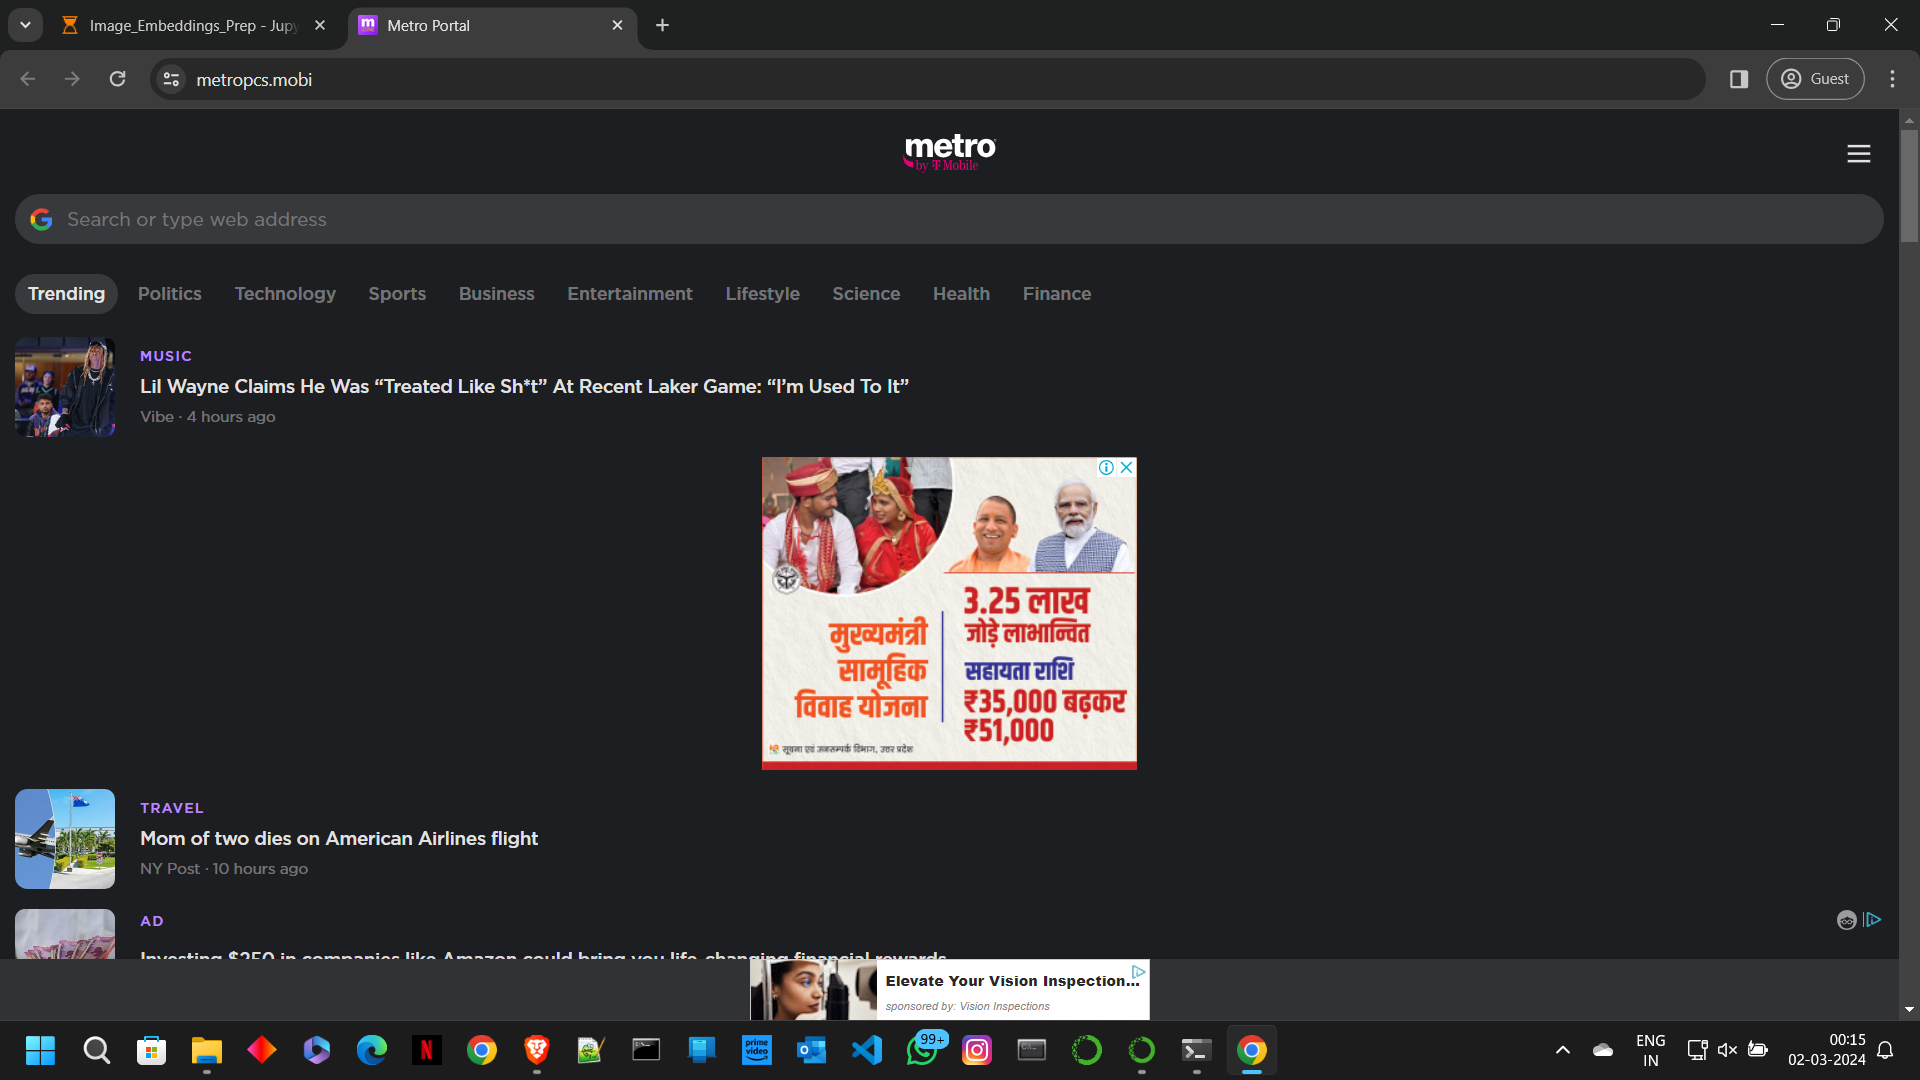 Image_Embeddings_Prep - Jupy
Metro Portal
metropcs.mobi
Guest
metro
by T Mobile
Search or type web address
Trending
Politics
Technology
Sports
Business
Entertainment
Lifestyle
Science
Health
Finance
MUSIC
Lil Wayne Claims He Was “Treated Like Sh*t” At Recent Laker Game: “I’m Used To It”
Vibe · 4 hours ago
3.25 लाख
जोड़े लाभान्वित
मुख्यमंत्री
सामूहिक
विवाह योजना
सहायता राशि
₹35,000 बढ़कर
₹51,000
सूचना एवं जनसम्पर्क विभाग, उत्तर प्रदेश
TRAVEL
Mom of two dies on American Airlines flight
NY Post · 10 hours ago
AD
Investing $250 in companies like Amazon could bring you life-changing financial rewards
Elevate Your Vision Inspection...
sponsored by: Vision Inspections
prime
video
99+
ENG
IN
00:15
02-03-2024